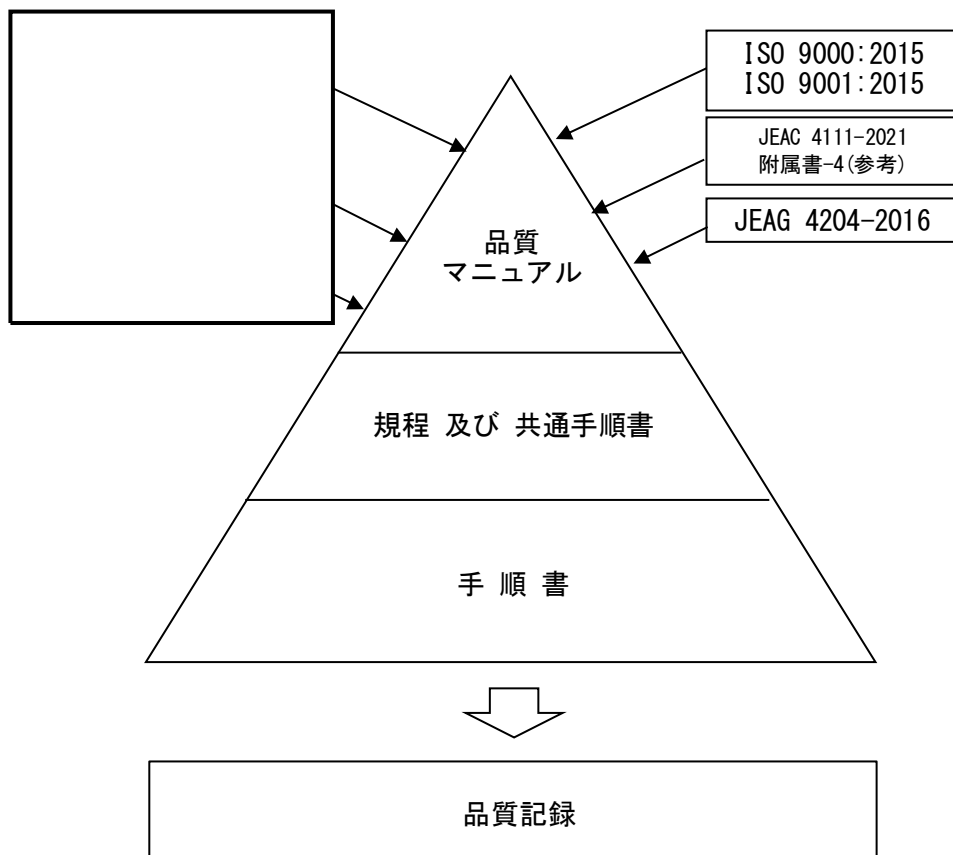 ISO 9000:2015
ISO 9001:2015
JEAC 4111-2021
附属書-4(参考)
JEAG 4204-2016
品質
マニュアル
規程 及び 共通手順書
手 順 書
品質記録